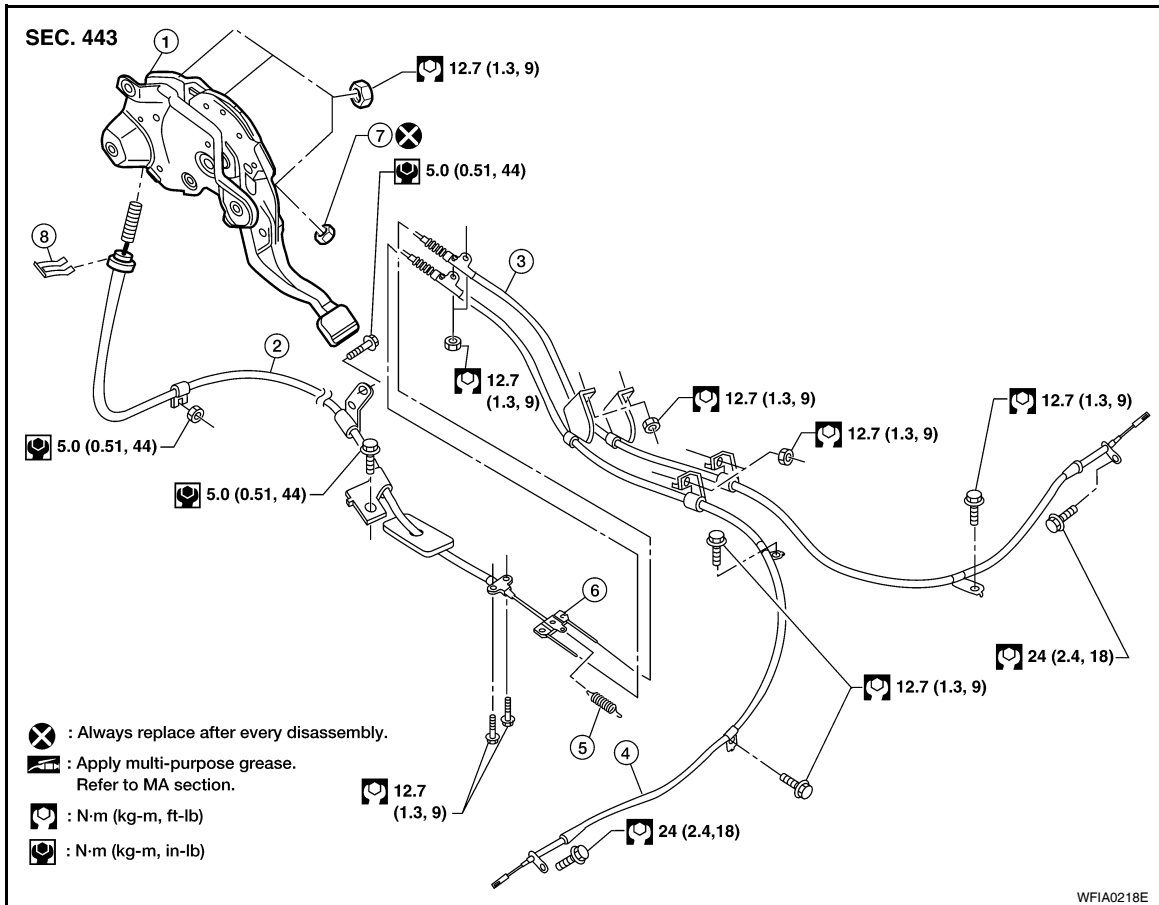 SEC. 443
1
12.7 (1.3, 9)
7
5.0 (0.51, 44)
8
3
2
12.7
(1.3, 9)
12.7 (1.3, 9)
12.7 (1.3, 9)
12.7 (1.3, 9)
5.0 (0.51, 44)
5.0 (0.51, 44)
6
24 (2.4, 18)
12.7 (1.3, 9)
5
4
12.7
(1.3, 9)
24 (2.4,18)
: Always replace after every disassembly.
: Apply multi-purpose grease.
Refer to MA section.
: N·m (kg-m, ft-lb)
: N·m (kg-m, in-lb)
WFIA0218E